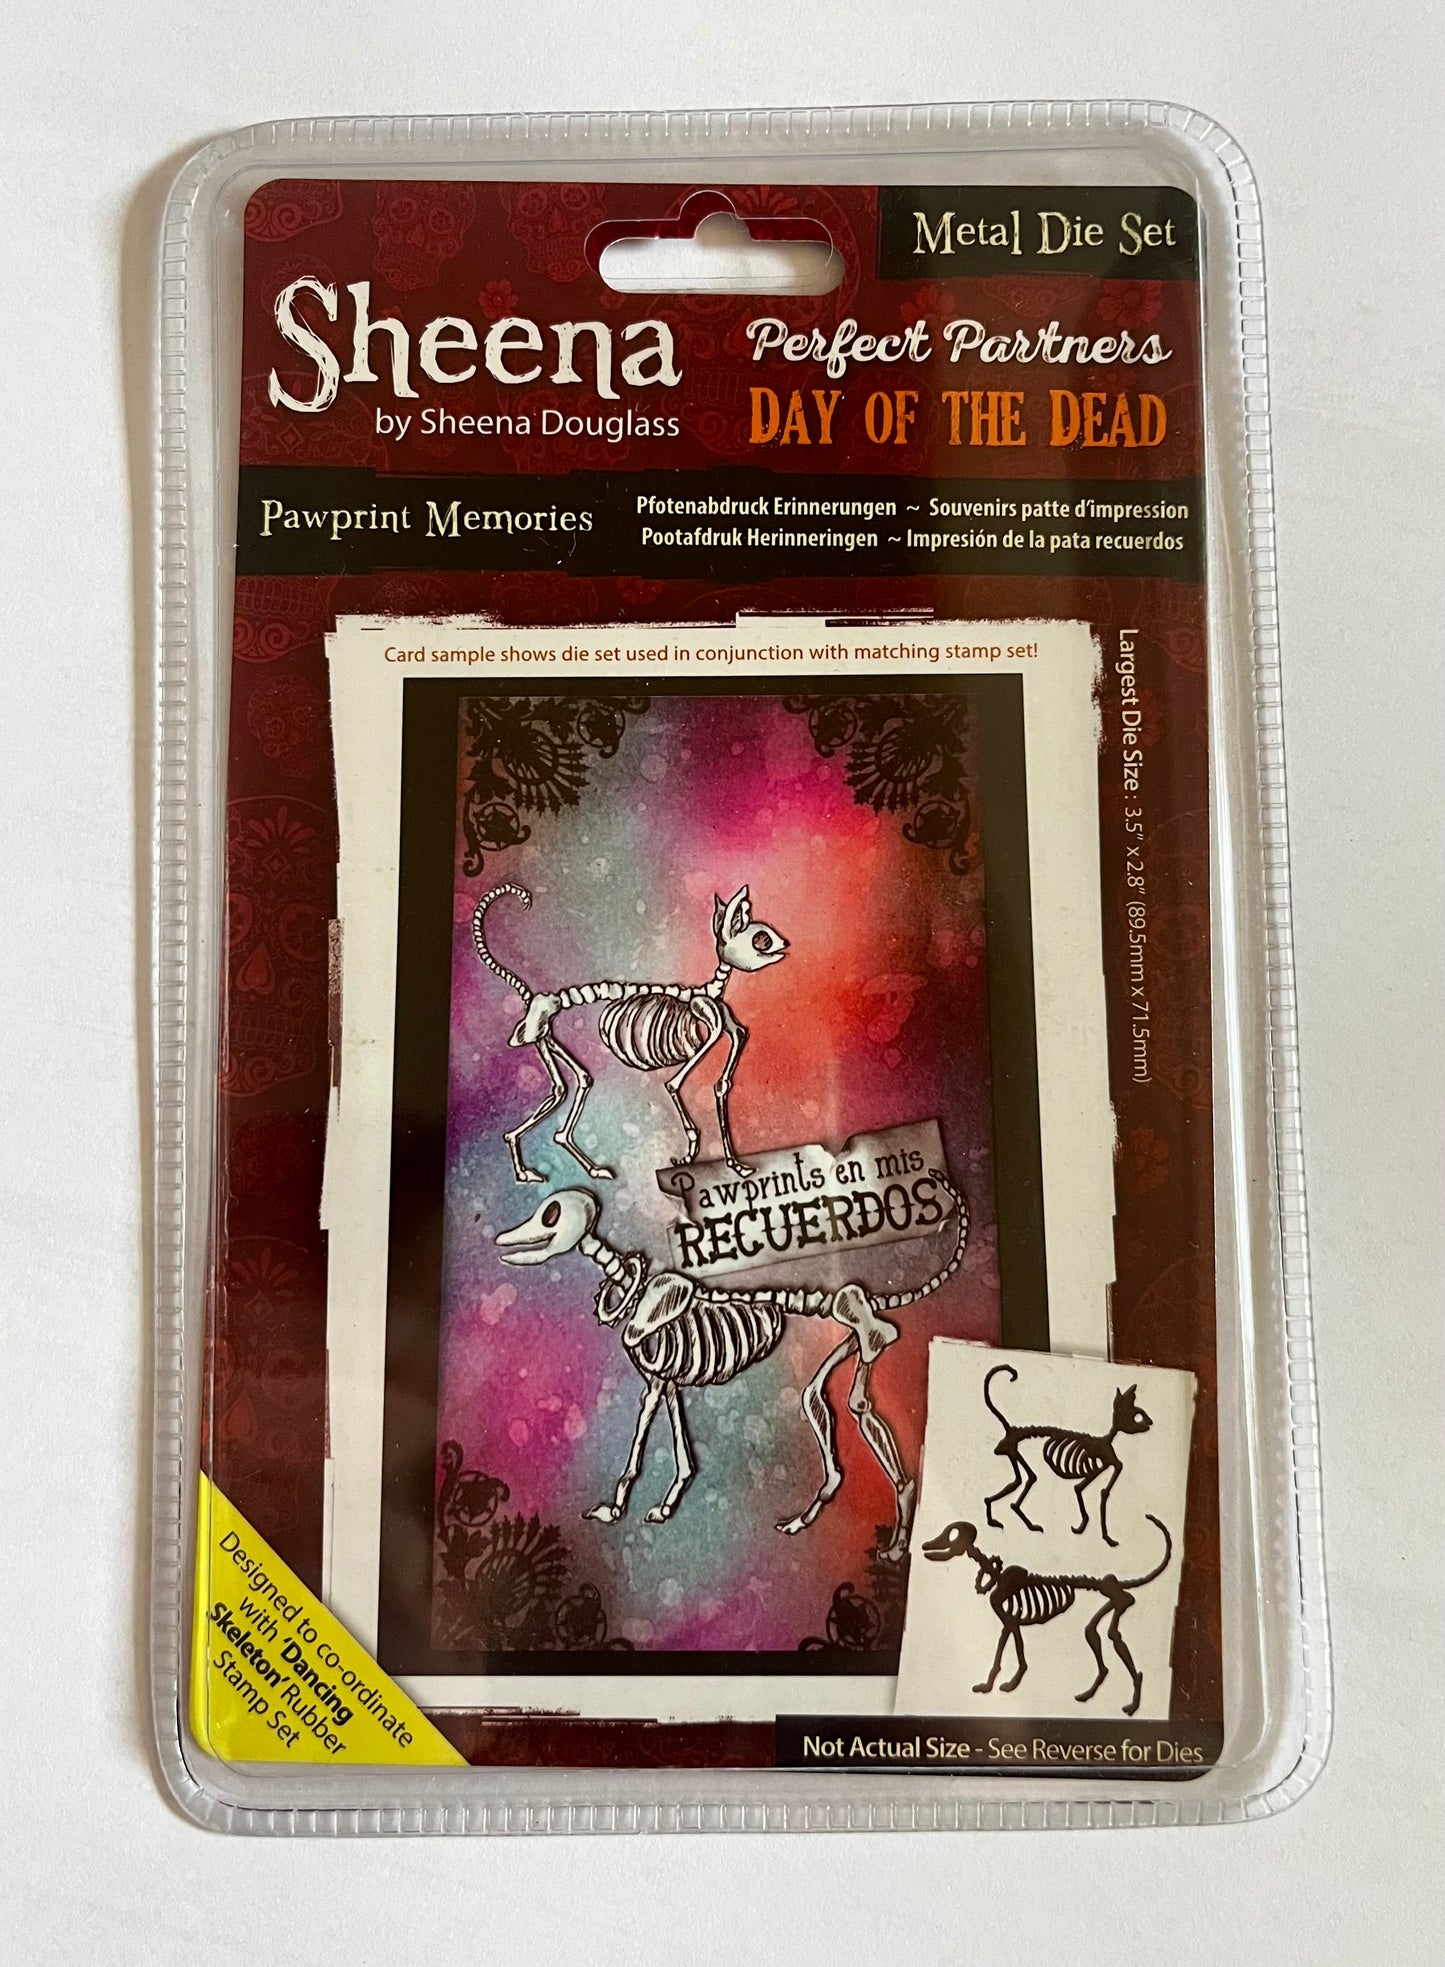 Metal Die Set
Sheena
by Sheena Douglass
Perfect Partners
DAY OF THE DEAD
Pawprint Memories
Pfotenabdruck Erinnerungen ~ Souvenirs patte d'impression
Pootafdruk Herinneringen ~ Impresión de la pata recuerdos
Card sample shows die set used in conjunction with matching stamp set!
Largest Die Size : 3.5" x 2.8" (89.5mm x 71.5mm)
Pawprints en mis
RECUERDOS
Designed to co-ordinate
with 'Dancing
Skeleton' Rubber
Stamp Set
Not Actual Size - See Reverse for Dies